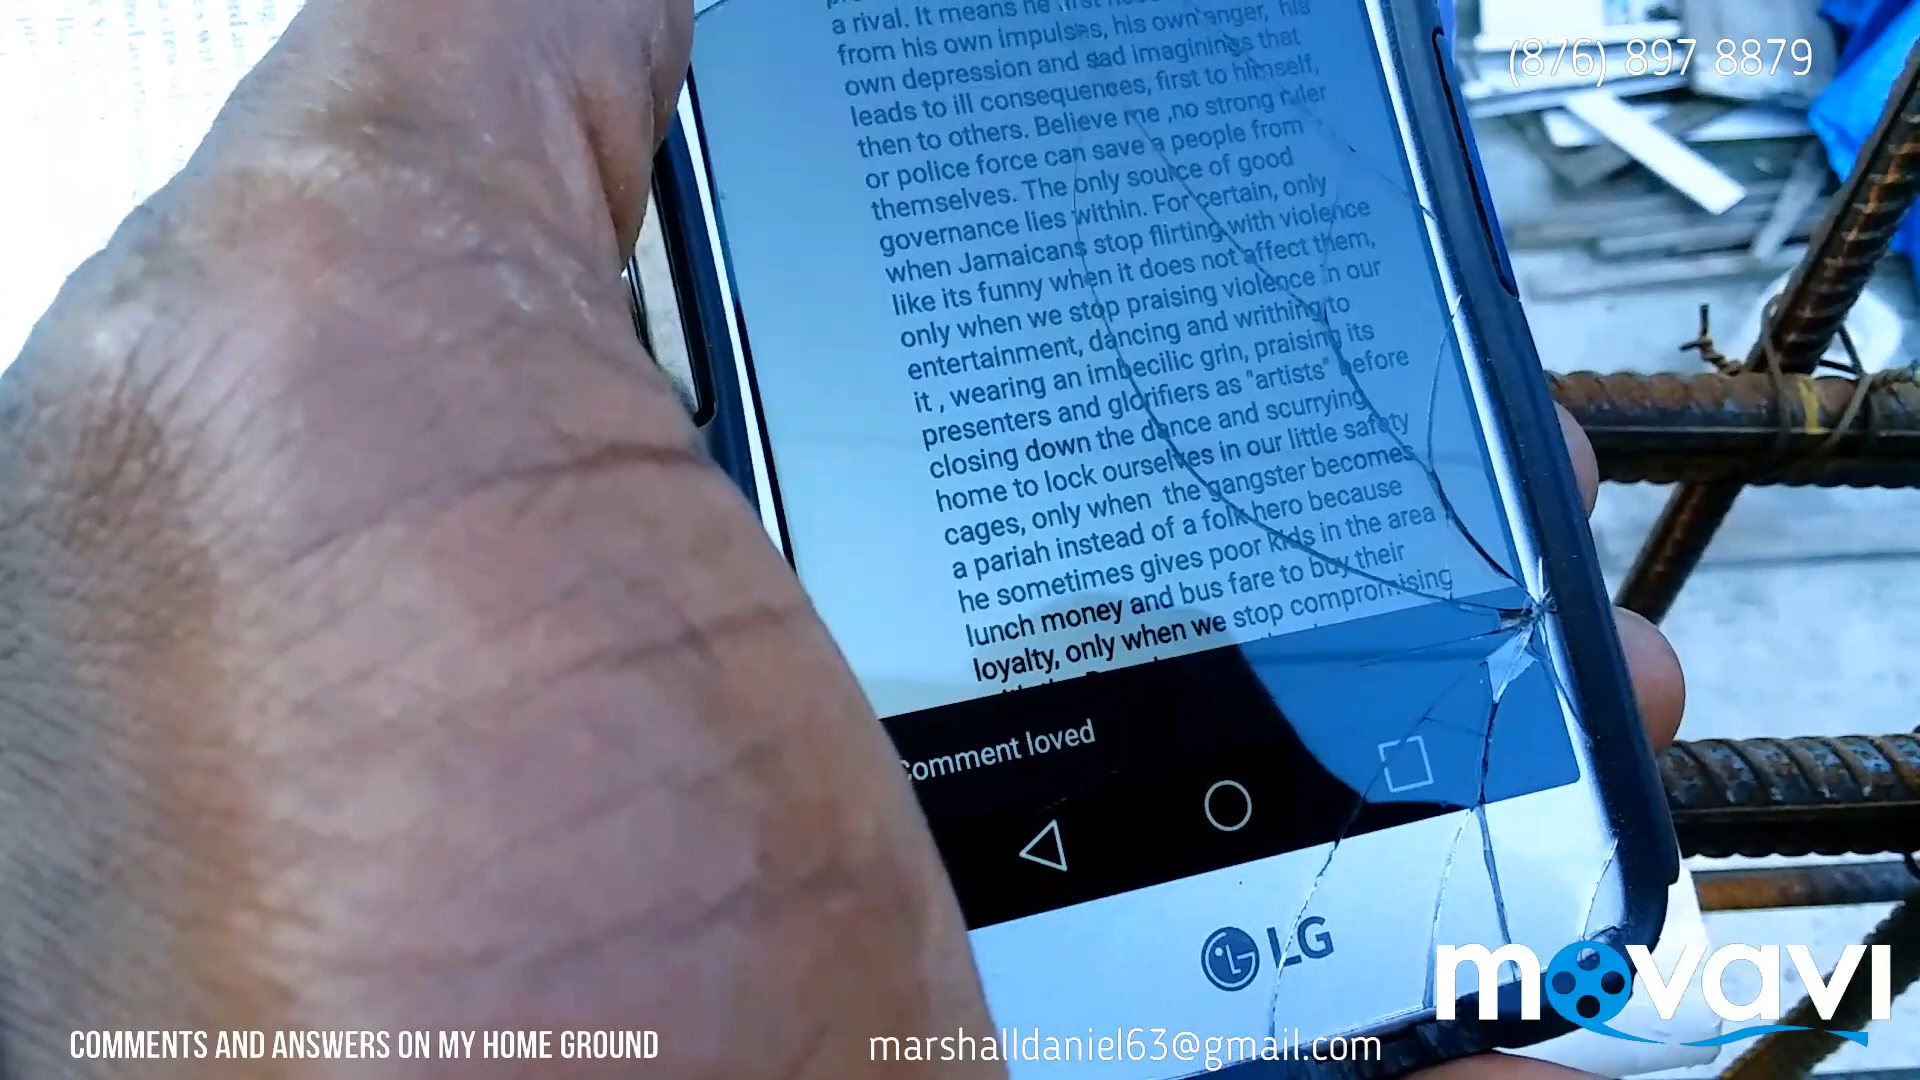 a rival. It means he first
from his own impulses, his own anger, his
own depression and sad imaginings that
leads to ill consequences, first to himself,
then to others. Believe me ,no strong ruler
or police force can save a people from
themselves. The only source of good
governance lies within. For certain, only
when Jamaicans stop flirting with violence
like its funny when it does not affect them,
only when we stop praising violence in our
entertainment, dancing and writhing to
it , wearing an imbecilic grin, praising its
presenters and glorifiers as "artists" before
closing down the dance and scurrying
home to lock ourselves in our little safety
cages, only when the gangster becomes
a pariah instead of a folk hero because
he sometimes gives poor kids in the area
lunch money and bus fare to buy their
loyalty, only when we stop compromising
Comment loved
LG
(876) 897 8879
movavi
COMMENTS AND ANSWERS ON MY HOME GROUND
marshalldaniel63@gmail.com